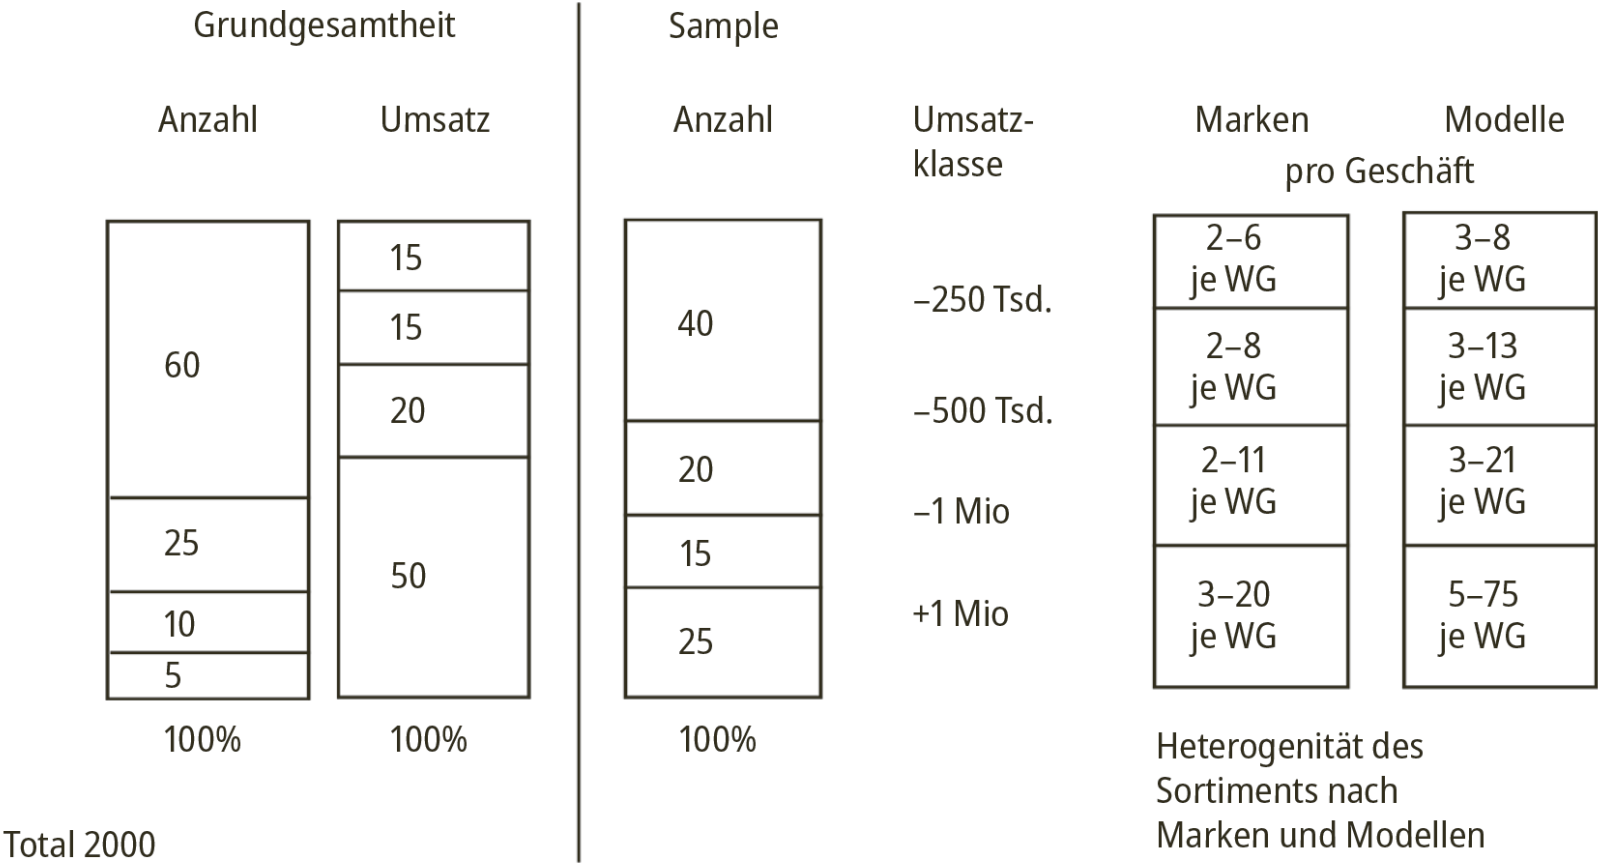 Grundgesamtheit
Sample
Anzahl
Umsatz
Anzahl
Umsatz-
klasse
Marken
Modelle
pro Geschäft
60
25
10
5
100%
15
15
20
50
100%
40
20
15
25
100%
–250 Tsd.
–500 Tsd.
–1 Mio
+1 Mio
2–6
je WG
2–8
je WG
2–11
je WG
3–20
je WG
3–8
je WG
3–13
je WG
3–21
je WG
5–75
je WG
Heterogenität des
Sortiments nach
Marken und Modellen
Total 2000